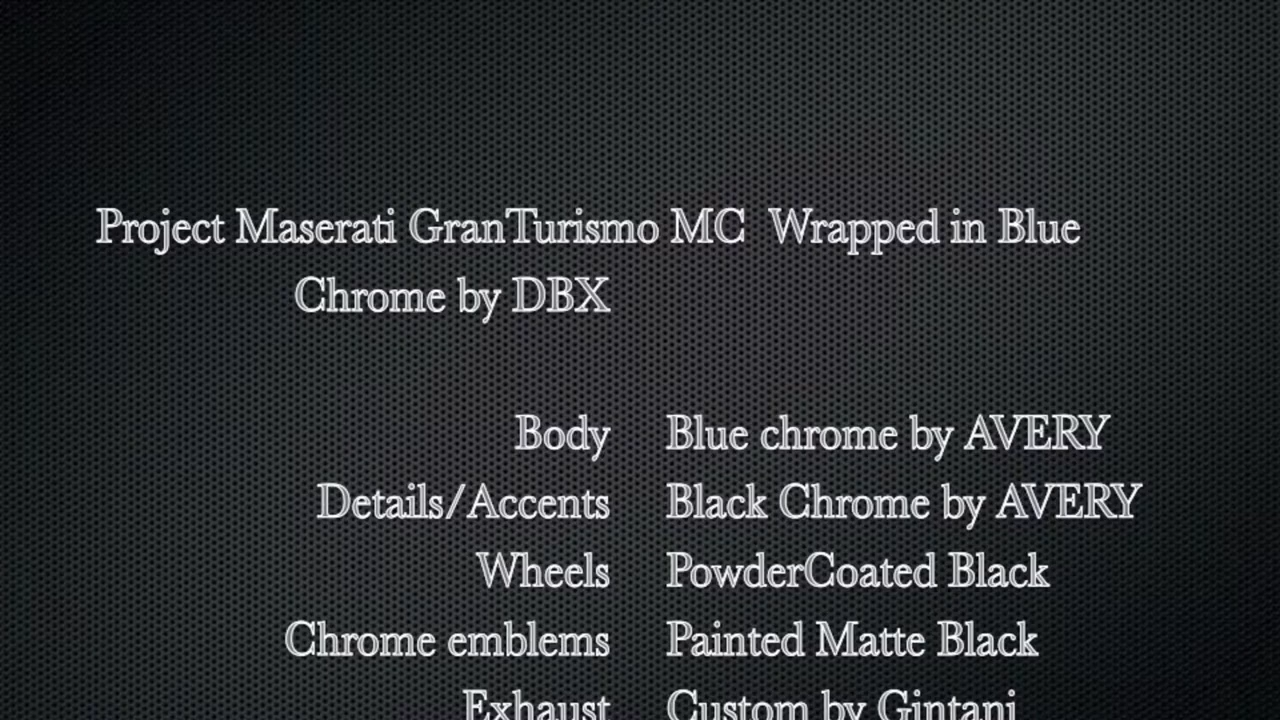 Project Maserati GranTurismo MC  Wrapped in Blue
Chrome by DBX
Body Blue chrome by AVERY
Details/Accents Black Chrome by AVERY
Wheels PowderCoated Black
Chrome emblems Painted Matte Black
Exhaust Custom by Gintani